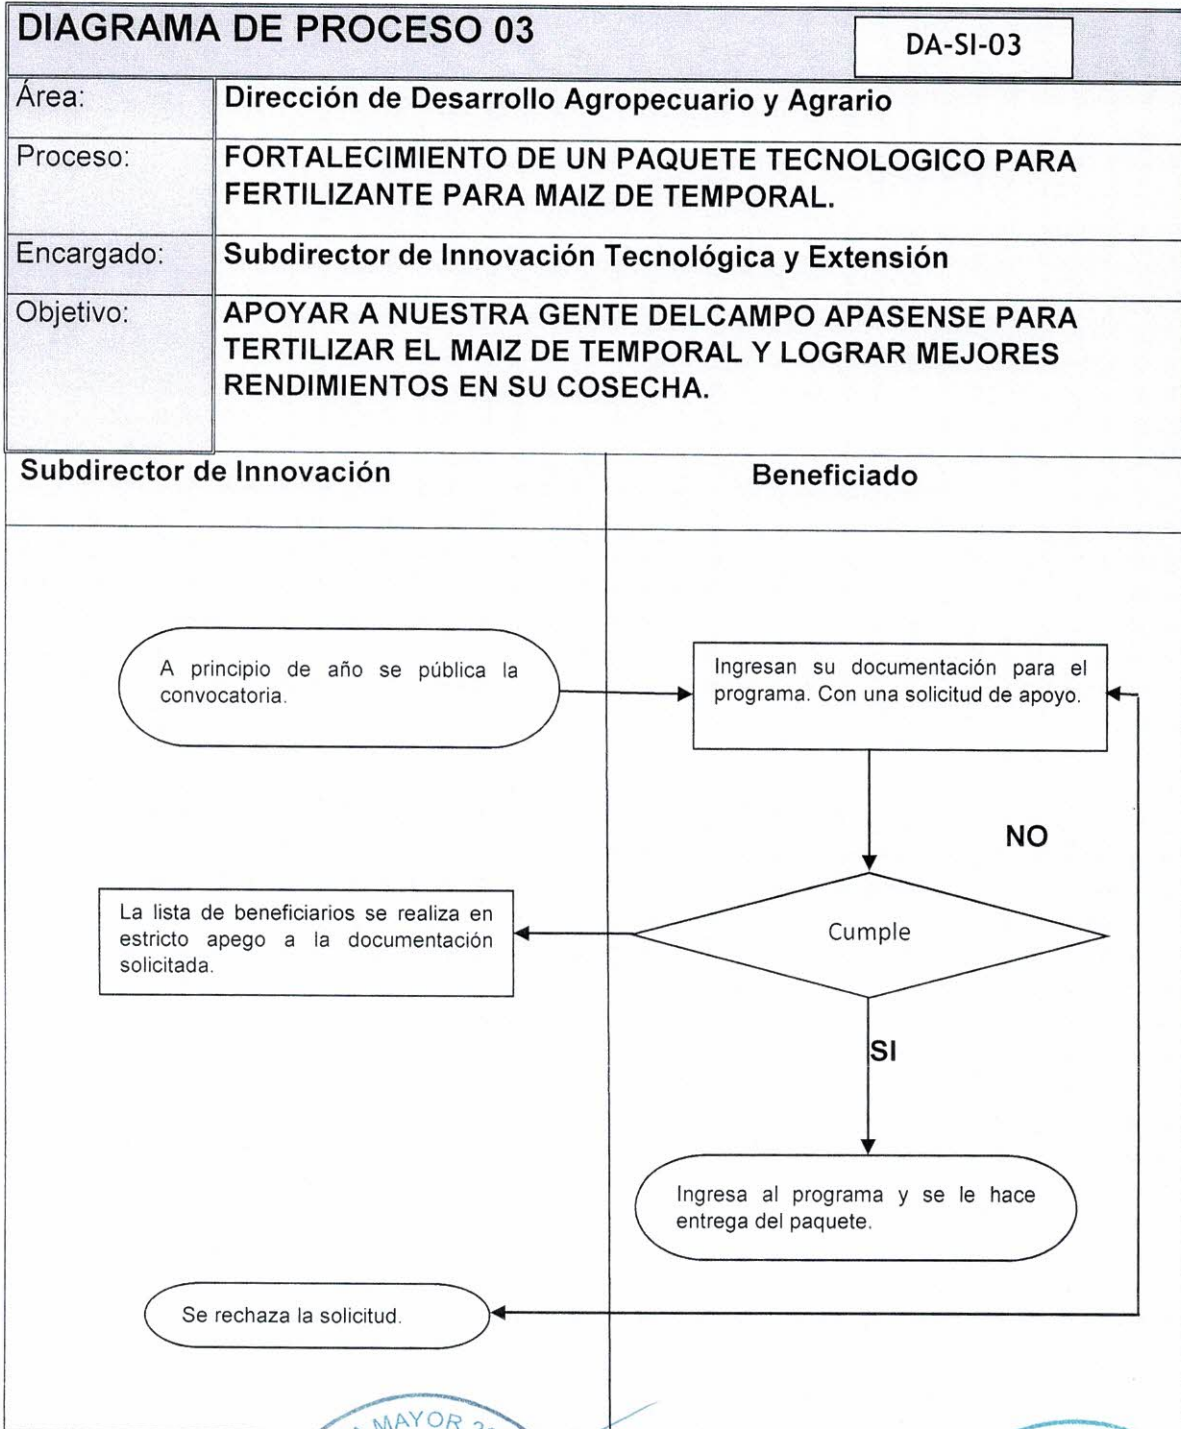 DIAGRAMA DE PROCESO 03
DA-SI-03
Área:
Dirección de Desarrollo Agropecuario y Agrario
Proceso:
FORTALECIMIENTO DE UN PAQUETE TECNOLOGICO PARA
FERTILIZANTE PARA MAIZ DE TEMPORAL.
Encargado:
Subdirector de Innovación Tecnológica y Extensión
Objetivo:
APOYAR A NUESTRA GENTE DELCAMPO APASENSE PARA
TERTILIZAR EL MAIZ DE TEMPORAL Y LOGRAR MEJORES
RENDIMIENTOS EN SU COSECHA.
Subdirector de Innovación
Beneficiado
A principio de año se pública la
convocatoria.
Ingresan su documentación para el
programa. Con una solicitud de apoyo.
NO
La lista de beneficiarios se realiza en
estricto apego a la documentación
solicitada.
Cumple
SI
Ingresa al programa y se le hace
entrega del paquete.
Se rechaza la solicitud.
MAYOR